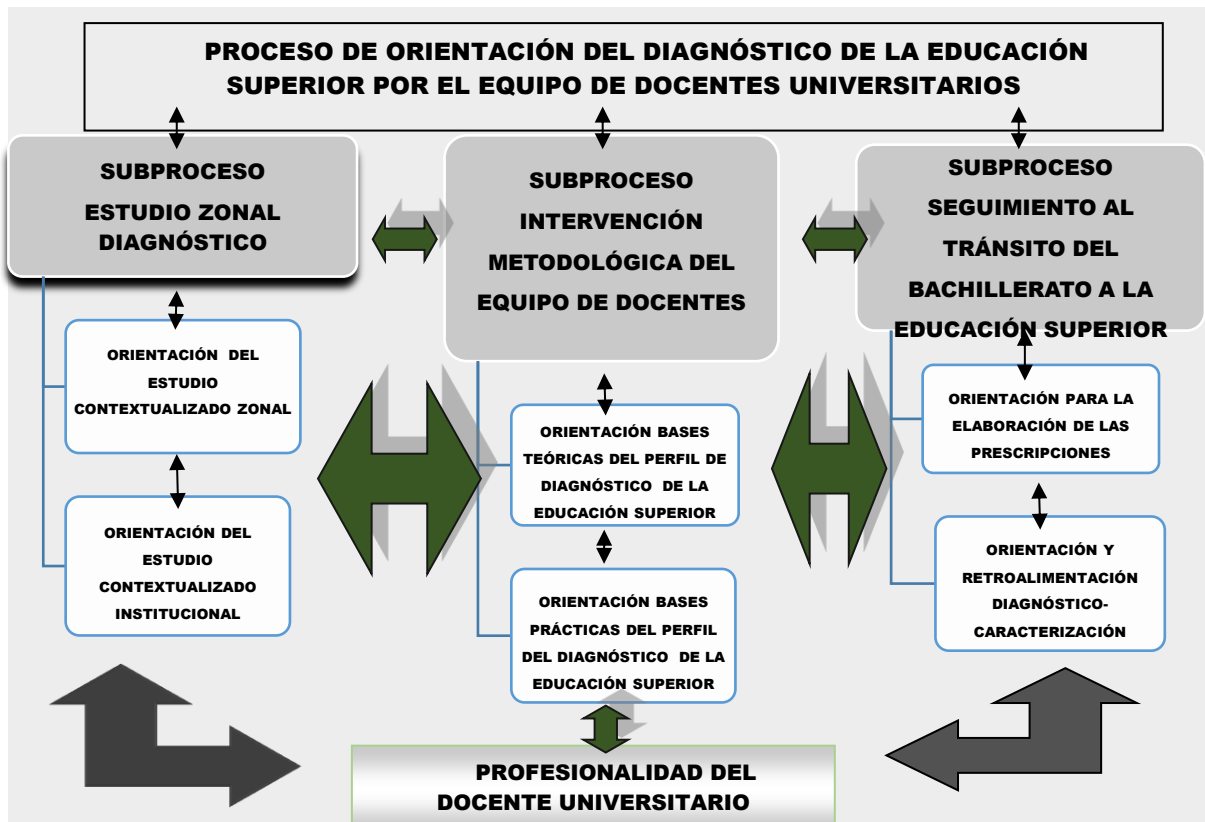 PROCESO DE ORIENTACIÓN DEL DIAGNÓSTICO DE LA EDUCACIÓN
SUPERIOR POR EL EQUIPO DE DOCENTES UNIVERSITARIOS
SUBPROCESO
ESTUDIO ZONAL
DIAGNÓSTICO
ORIENTACIÓN DEL
ESTUDIO
CONTEXTUALIZADO ZONAL
ORIENTACIÓN DEL
ESTUDIO
CONTEXTUALIZADO
INSTITUCIONAL
SUBPROCESO
INTERVENCIÓN
METODOLÓGICA DEL
EQUIPO DE DOCENTES
ORIENTACIÓN BASES
TEÓRICAS DEL PERFIL DE
DIAGNÓSTICO DE LA
EDUCACIÓN SUPERIOR
ORIENTACIÓN BASES
PRÁCTICAS DEL PERFIL
DEL DIAGNÓSTICO DE LA
EDUCACIÓN SUPERIOR
SUBPROCESO
SEGUIMIENTO AL
TRÁNSITO DEL
BACHILLERATO A LA
EDUCACIÓN SUPERIOR
ORIENTACIÓN PARA LA
ELABORACIÓN DE LAS
PRESCRIPCIONES
ORIENTACIÓN Y
RETROALIMENTACIÓN
DIAGNÓSTICO-
CARACTERIZACIÓN
PROFESIONALIDAD DEL
DOCENTE UNIVERSITARIO